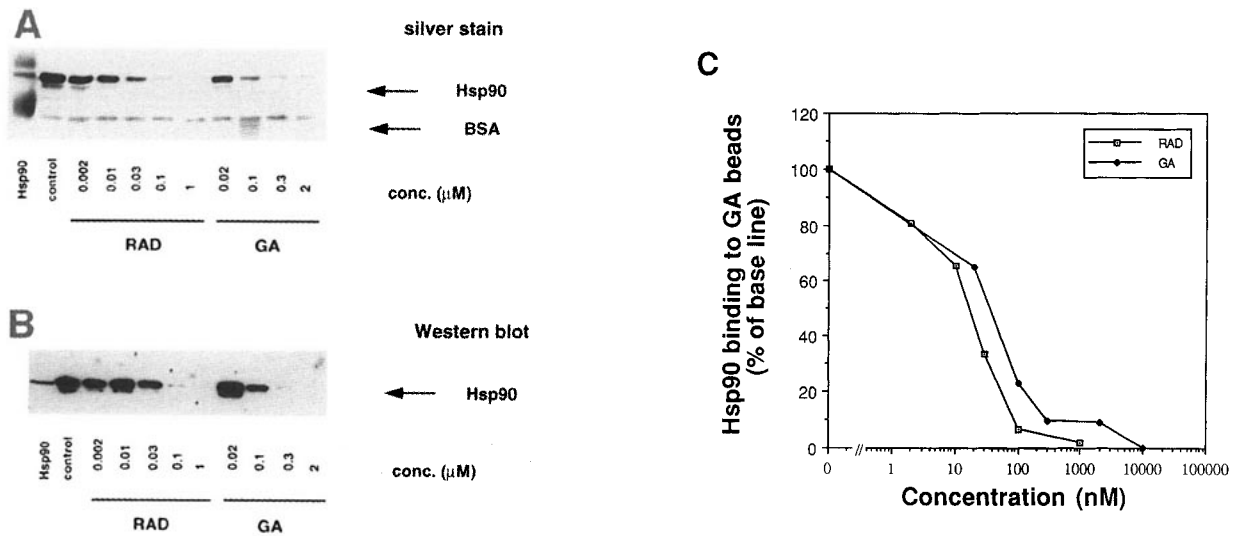 A
silver stain
Hsp90
BSA
Hsp90
control
0.002
0.01
0.03
0.1
1
0.02
0.1
0.3
2
conc. (μM)
RAD
GA
B
Western blot
Hsp90
Hsp90
control
0.002
0.01
0.03
0.1
1
0.02
0.1
0.3
2
conc. (μM)
RAD
GA
C
Hsp90 binding to GA beads
(% of base line)
120
100
80
60
40
20
0
RAD
GA
0
//
1
10
100
1000
10000
100000
Concentration (nM)